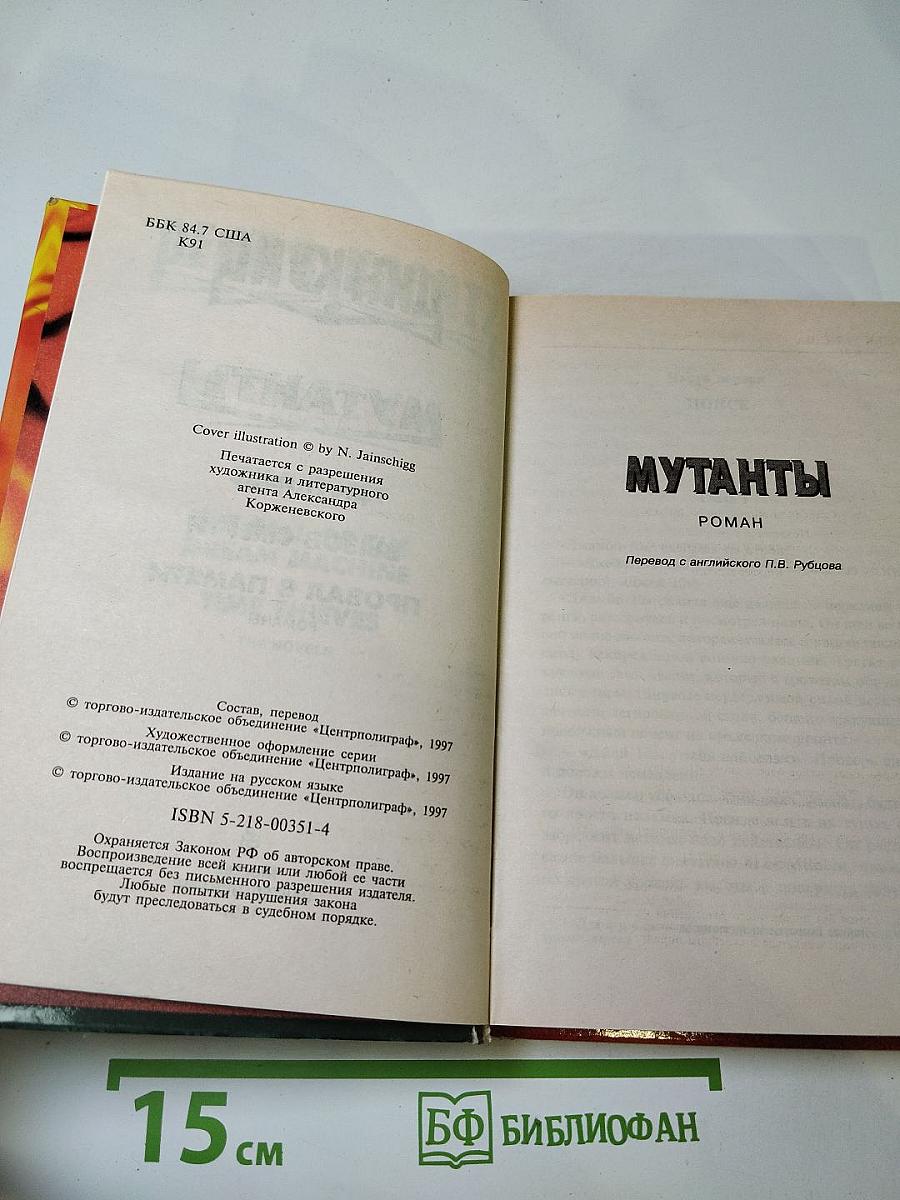 ББК 84.7 США
К91
Cover illustration © by N. Jainschigg
Печатается с разрешения
художника и литературного
агента Александра
Корженевского
Состав, перевод
© торгово-издательское объединение «Центрполиграф», 1997
Художественное оформление серии
© торгово-издательское объединение «Центрполиграф», 1997
Издание на русском языке
© торгово-издательское объединение «Центрполиграф», 1997
ISBN 5-218-00351-4
Охраняется Законом РФ об авторском праве.
Воспроизведение всей книги или любой ее части
воспрещается без письменного разрешения издателя.
Любые попытки нарушения закона
будут преследоваться в судебном порядке.
МУТАНТЫ
РОМАН
Перевод с английского П.В. Рубцова
15 см
БФ БИБЛИОФАН